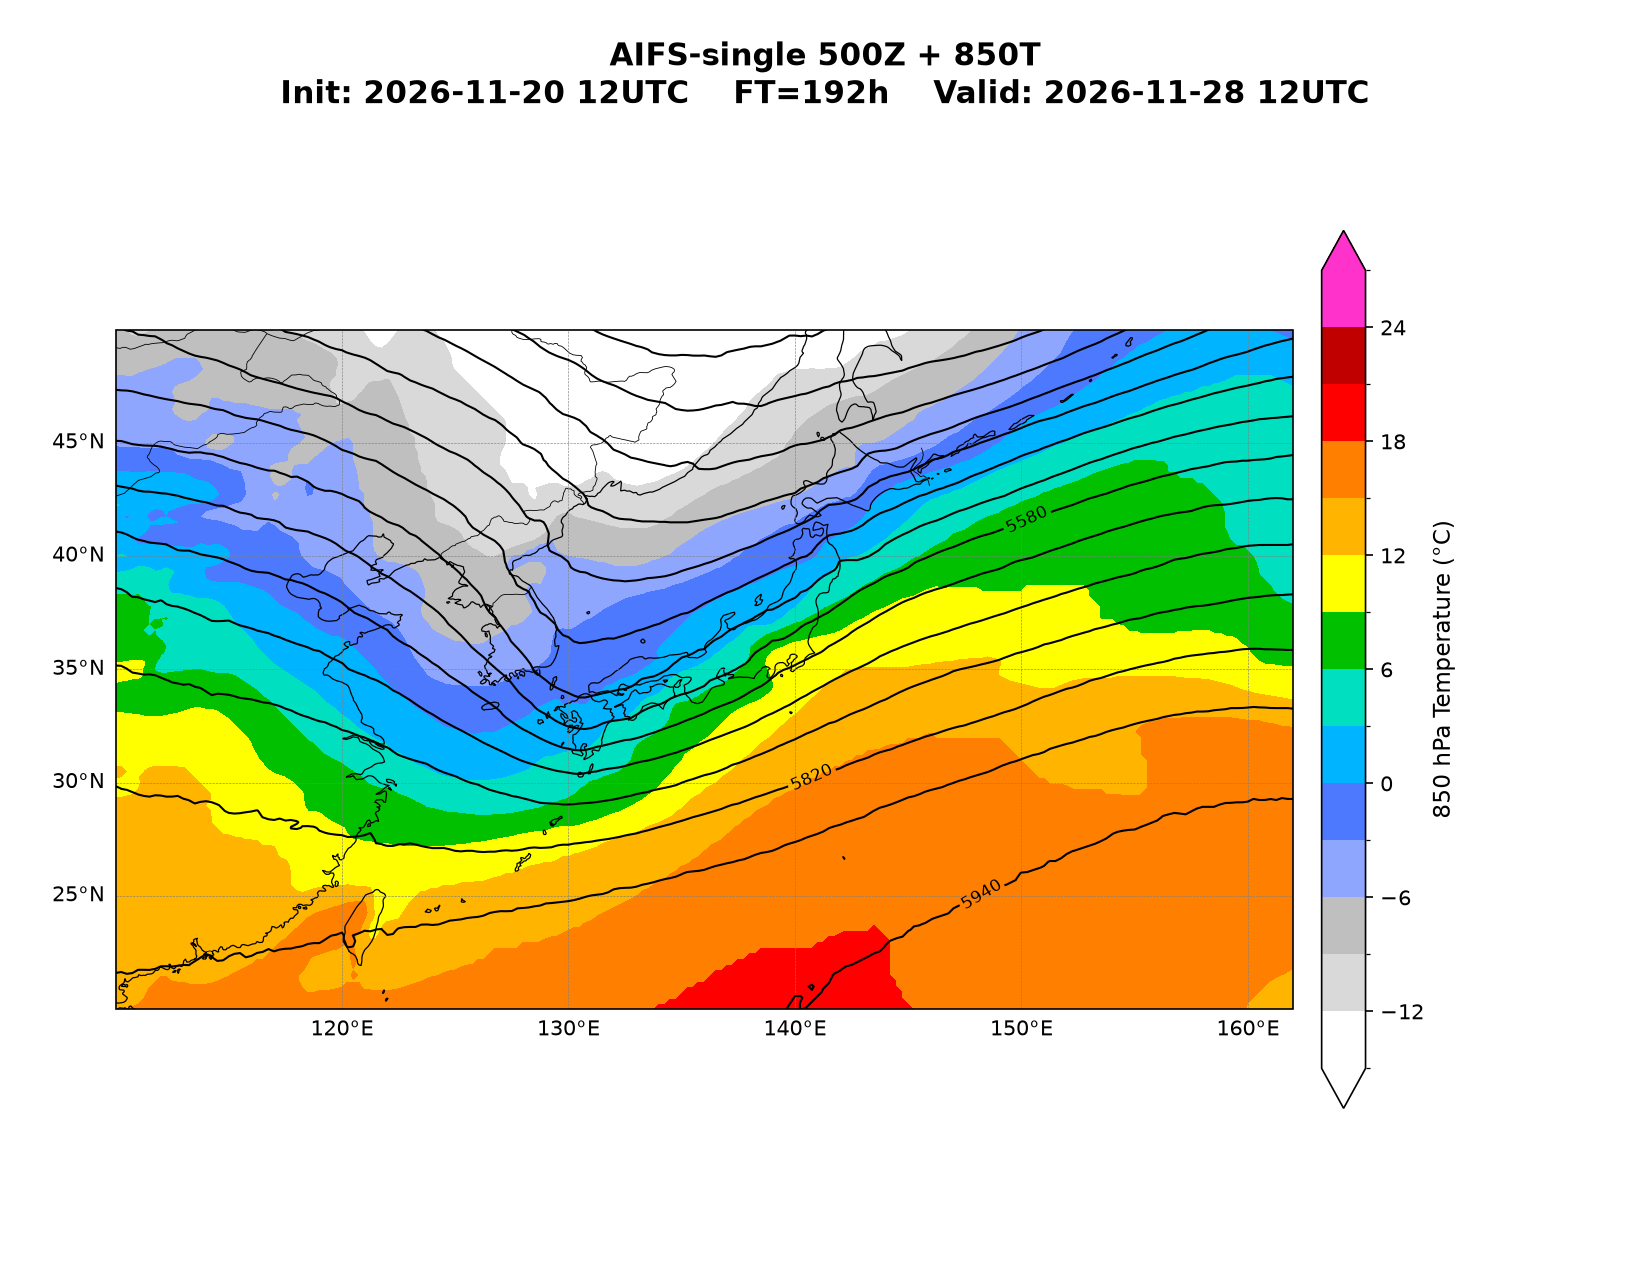 AIFS-single 500Z + 850T
Init: 2026-11-20 12UTC    FT=192h    Valid: 2026-11-28 12UTC
24
18
12
6
0
−6
−12
850 hPa Temperature (°C)
45°N
40°N
35°N
30°N
25°N
5580
5820
5940
120°E
130°E
140°E
150°E
160°E